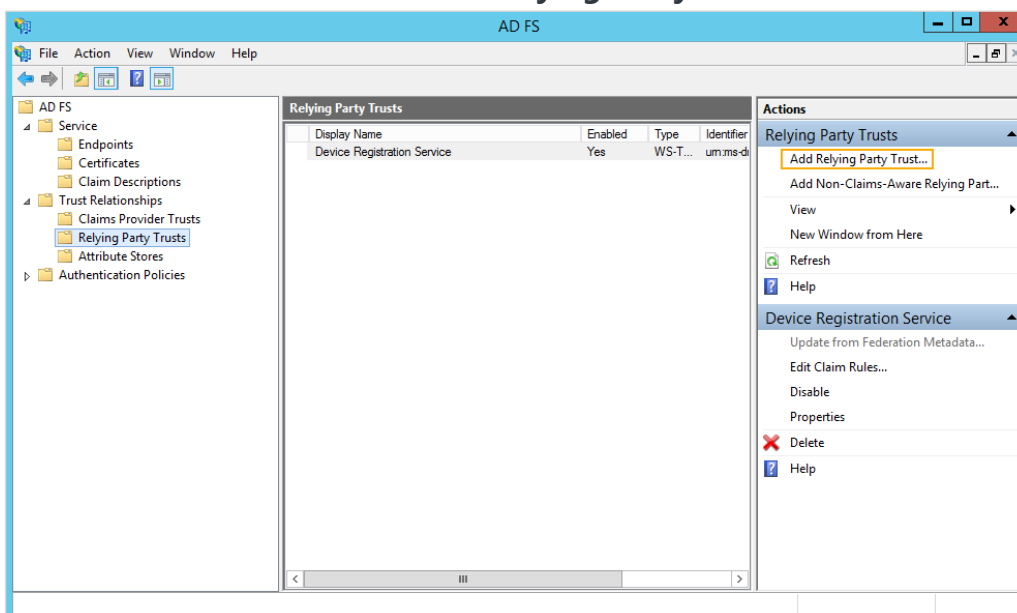 AD FS
File Action View Window Help
AD FS
Service
Endpoints
Certificates
Claim Descriptions
Trust Relationships
Claims Provider Trusts
Relying Party Trusts
Attribute Stores
Authentication Policies
Relying Party Trusts
Display Name Enabled Type Identifier
Device Registration Service Yes WS-T... urn:ms-dr
Actions
Relying Party Trusts
Add Relying Party Trust...
Add Non-Claims-Aware Relying Part...
View
New Window from Here
Refresh
Help
Device Registration Service
Update from Federation Metadata...
Edit Claim Rules...
Disable
Properties
Delete
Help